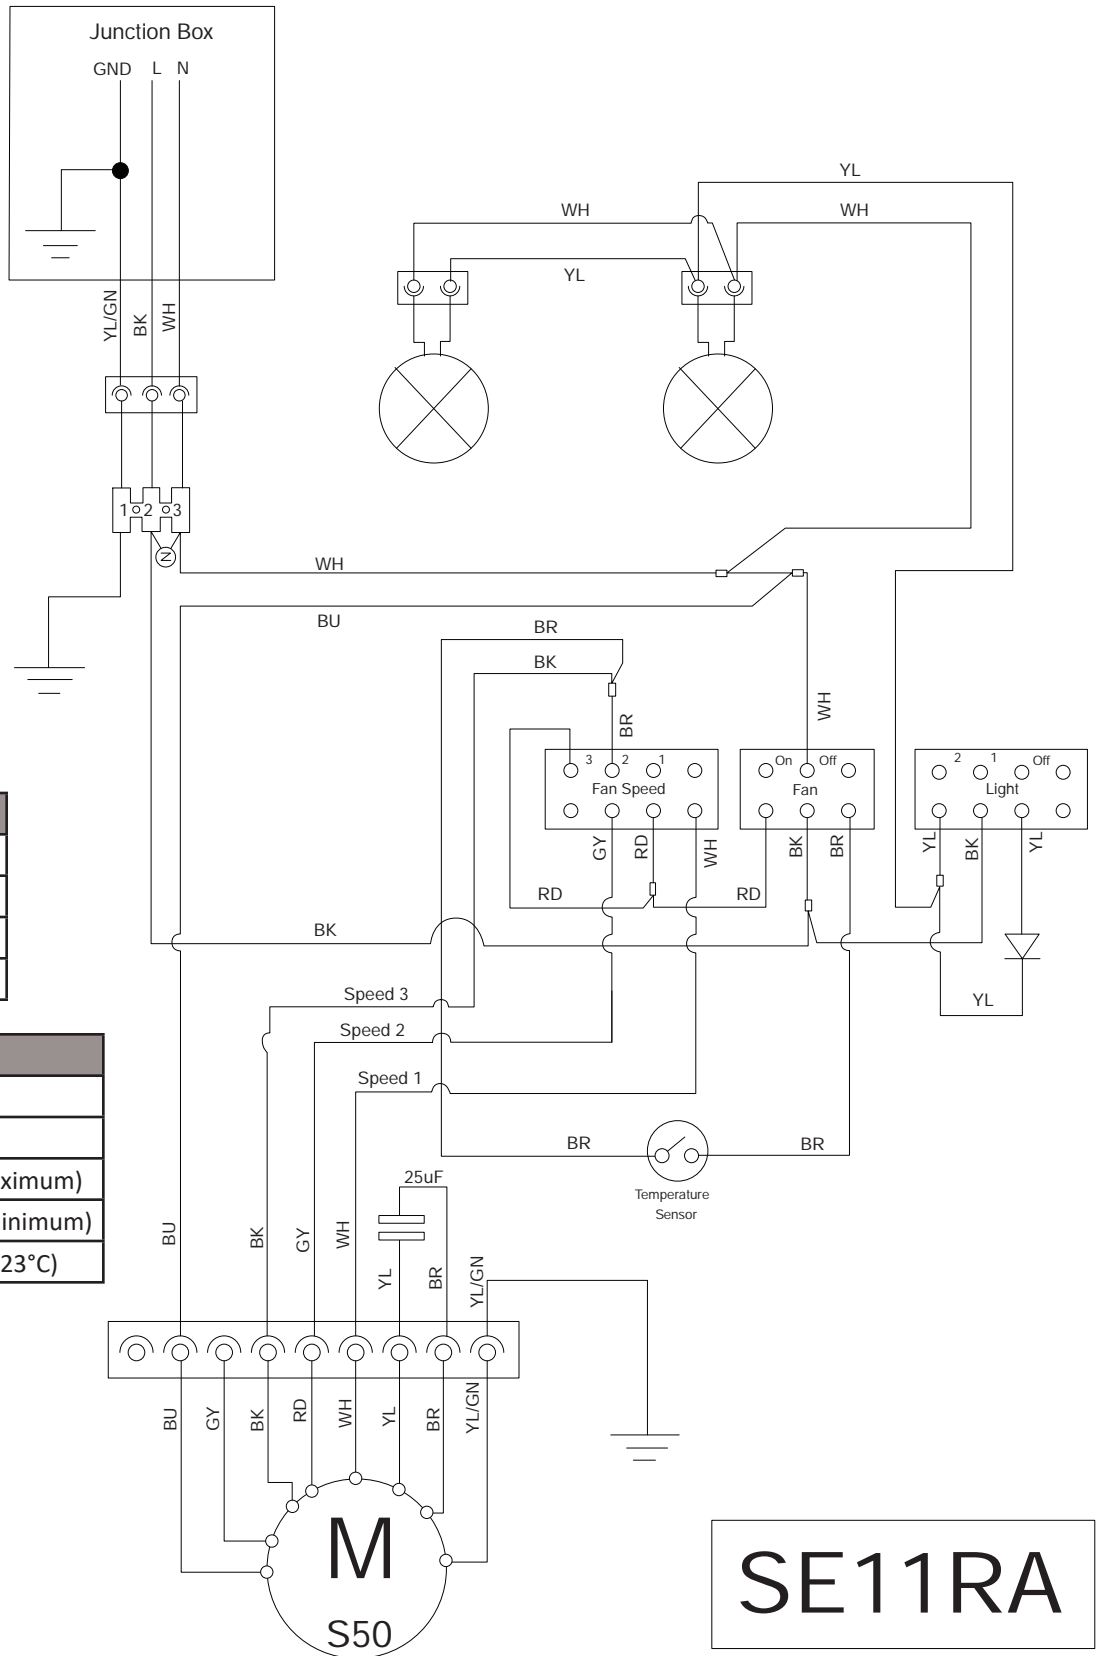 Junction Box
GND L N
YL/GN
BK
WH
YL
WH
WH
YL
1 2 3
N
WH
BU
BR
BK
BR
WH
3 2 1
Fan Speed
On Off
Fan
2 1 Off
Light
GY
RD
WH
BK
BR
YL
BK
YL
RD
RD
BK
YL
Speed 3
Speed 2
Speed 1
BR
BR
Temperature
Sensor
25uF
ximum)
inimum)
23°C)
BU
BK
GY
WH
YL
BR
YL/GN
BU
GY
BK
RD
WH
YL
BR
YL/GN
M
S50
SE11RA